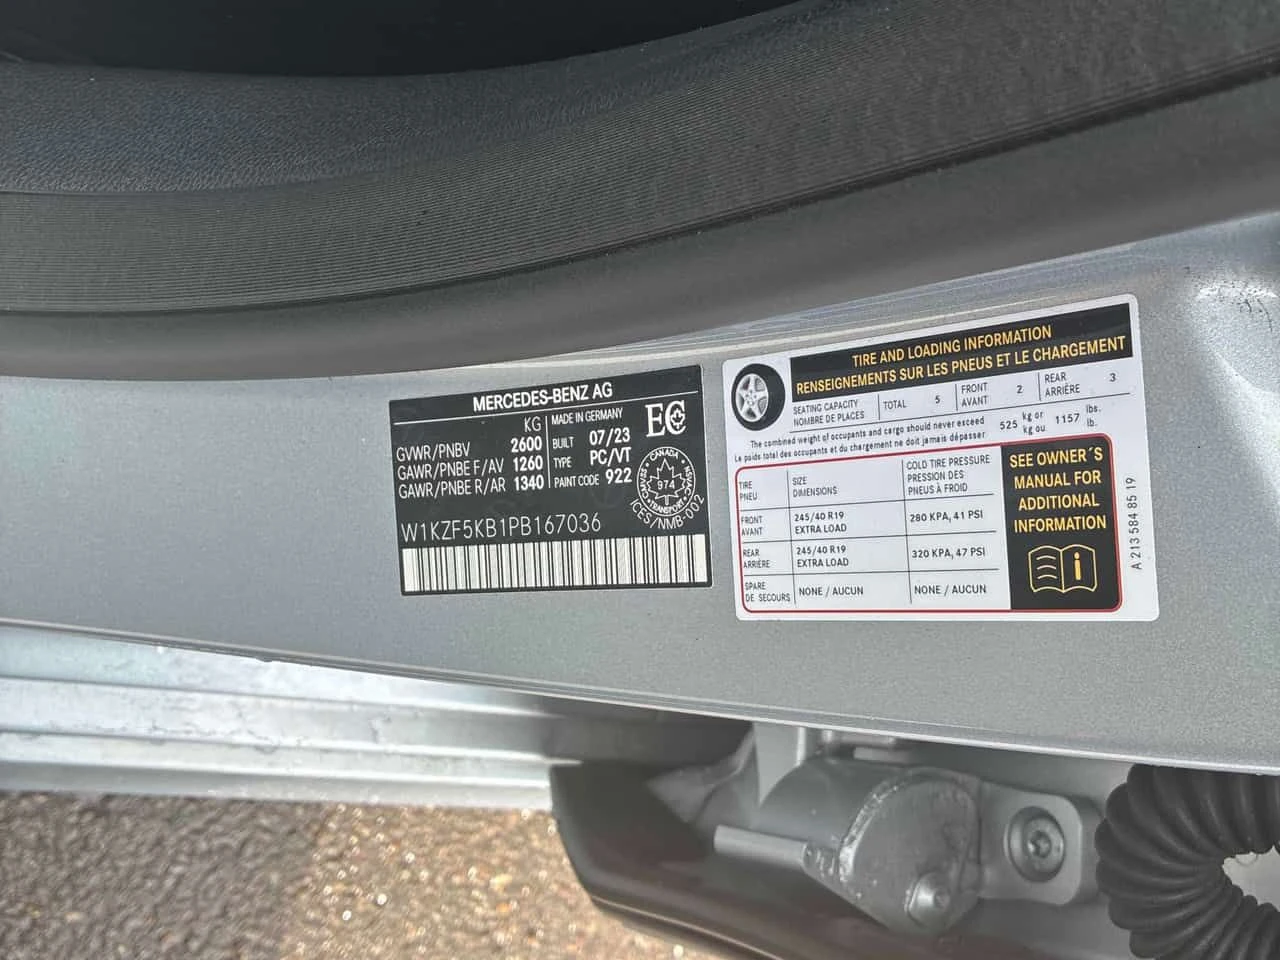 MERCEDES-BENZ AG
KG
GVWR/PNBV 2600
GAWR/PNBE F/AV 1260
GAWR/PNBE R/AR 1340
MADE IN GERMANY
BUILT 07/23
TYPE PC/VT
PAINT CODE 922
EC
CANADA
974
TRANSPORT
ICES/NMB-002
W1KZF5KB1PB167036
TIRE AND LOADING INFORMATION
RENSEIGNEMENTS SUR LES PNEUS ET LE CHARGEMENT
SEATING CAPACITY
NOMBRE DE PLACES
TOTAL 5
FRONT 2
AVANT
REAR 3
ARRIÈRE
The combined weight of occupants and cargo should never exceed
Le poids total des occupants et du chargement ne doit jamais dépasser
525 kg or 1157 lbs.
kg ou lb.
TIRE
PNEU
SIZE
DIMENSIONS
COLD TIRE PRESSURE
PRESSION DES
PNEUS À FROID
FRONT
AVANT
245/40 R19
EXTRA LOAD
280 KPA, 41 PSI
REAR
ARRIÈRE
245/40 R19
EXTRA LOAD
320 KPA, 47 PSI
SPARE
DE SECOURS
NONE / AUCUN
NONE / AUCUN
SEE OWNER´S
MANUAL FOR
ADDITIONAL
INFORMATION
A 213 584 85 19